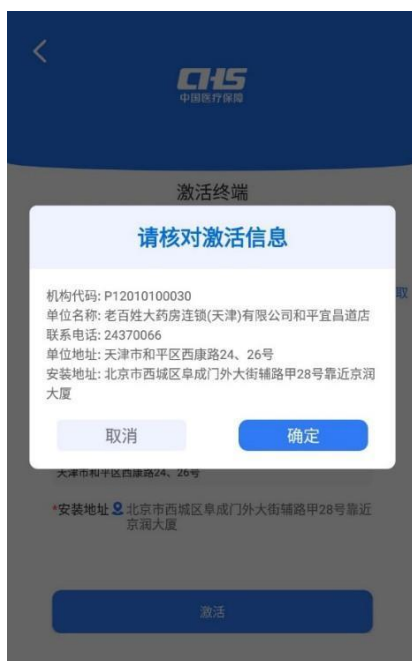 CHS
中国医疗保障
激活终端
请核对激活信息
取
机构代码: P12010100030
单位名称: 老百姓大药房连锁(天津)有限公司和平宜昌道店
联系电话: 24370066
单位地址: 天津市和平区西康路24、26号
安装地址: 北京市西城区阜成门外大街辅路甲28号靠近京润
大厦
取消
确定
天津市和平区西康路24、26号
*安装地址 北京市西城区阜成门外大街辅路甲28号靠近
京润大厦
激活